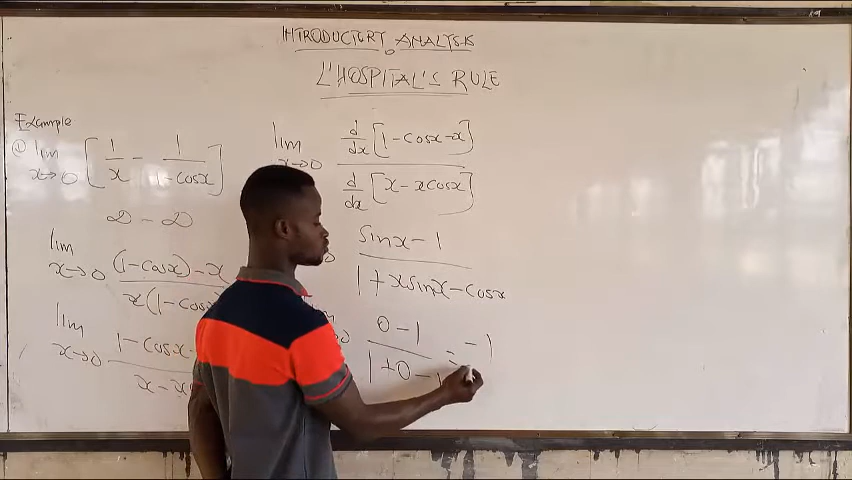 INTRODUCTORY ANALYSIS
L'HOSPITAL'S RULE
Example
① lim x→0 [1/x - 1/(1-cosx)]
∞ - ∞
lim x→0 ((1-cosx)-x)/(x(1-cos
lim x→0 (1-cosx-)/(x-x
lim x→0 (d/dx[1-cosx-x])/(d/dx[x-xcosx])
(sinx-1)/(1+xsinx-cosx)
(0-1)/(1+0-1) = -1